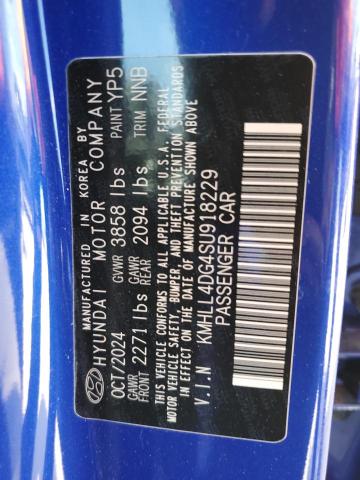 MANUFACTURED IN KOREA BY
HYUNDAI MOTOR COMPANY
OCT/2024 GVWR 3858 lbs PAINT YP5
GAWR FRONT 2271 lbs GAWR REAR 2094 lbs TRIM NNB
THIS VEHICLE CONFORMS TO ALL APPLICABLE U.S.A. FEDERAL
MOTOR VEHICLE SAFETY, BUMPER, AND THEFT PREVENTION STANDARDS
IN EFFECT ON THE DATE OF MANUFACTURE SHOWN ABOVE
V.I.N KMHLL4DG4SU918229
PASSENGER CAR